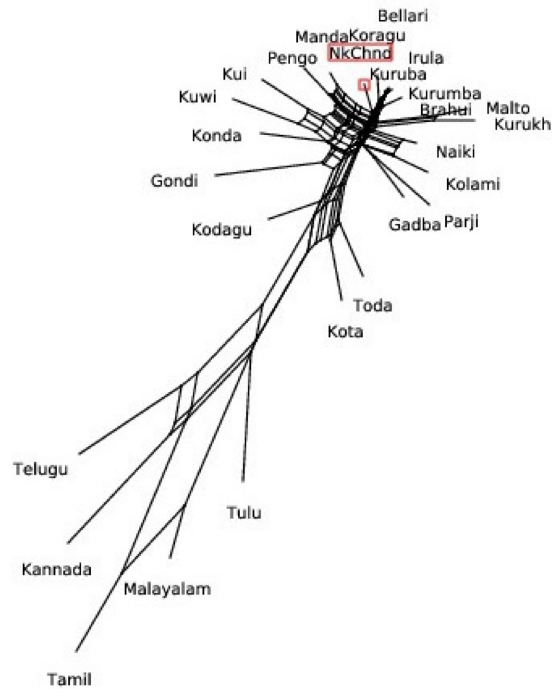 Bellari
Manda
Koragu
NkChnd
Pengo
Irula
Kui
Kuruba
Kuwi
Kurumba
Brahui
Malto
Kurukh
Konda
Naiki
Gondi
Kolami
Kodagu
Gadba
Parji
Toda
Kota
Telugu
Tulu
Kannada
Malayalam
Tamil